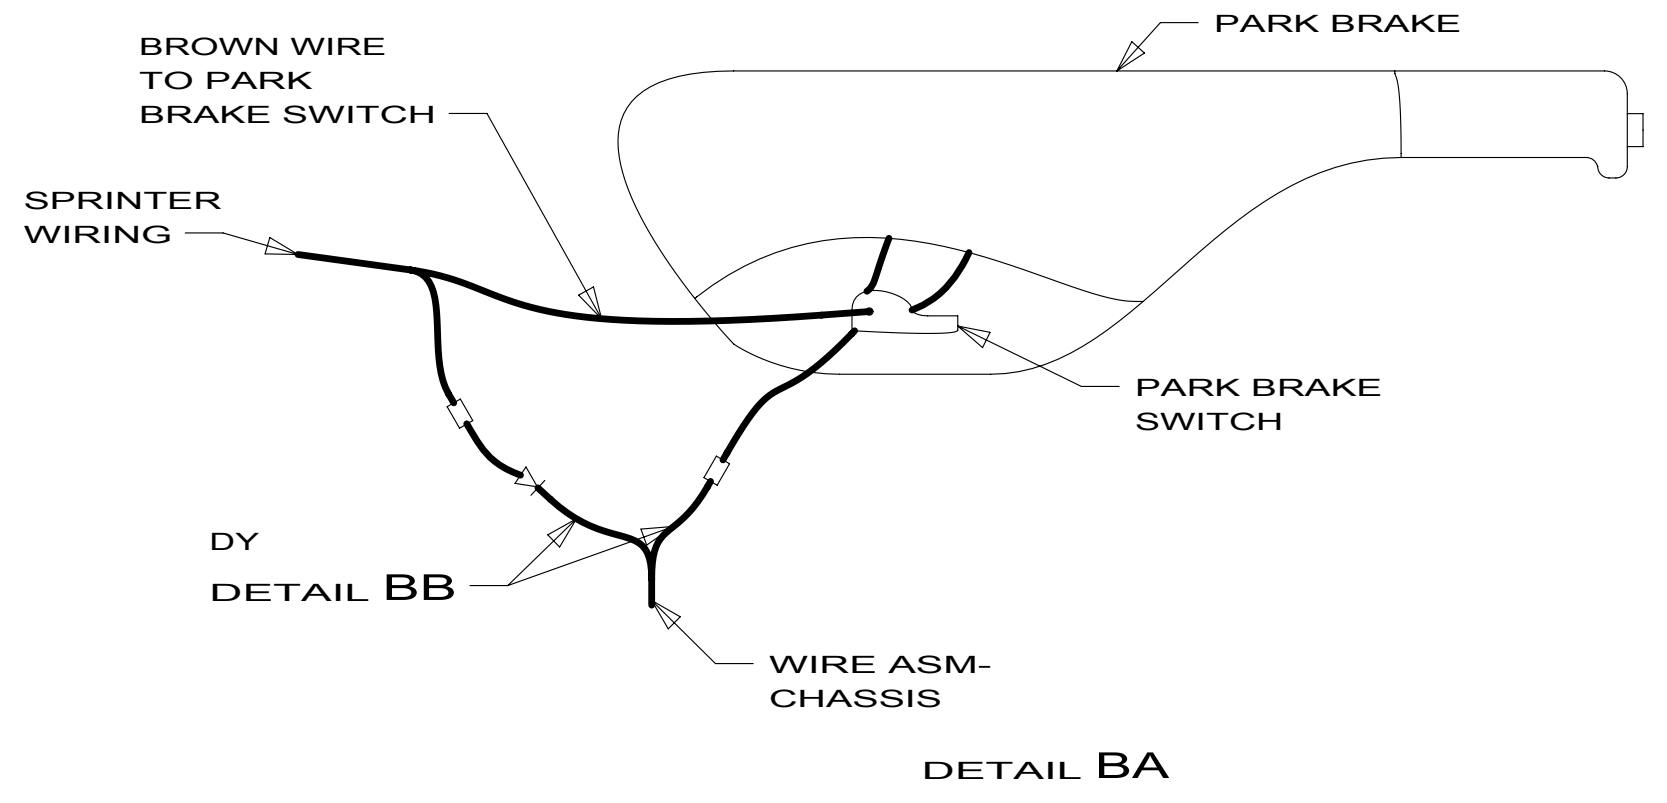 PARK BRAKE
BROWN WIRE
TO PARK
BRAKE SWITCH
SPRINTER
WIRING
PARK BRAKE
SWITCH
DY
DETAIL BB
WIRE ASM-
CHASSIS
DETAIL BA